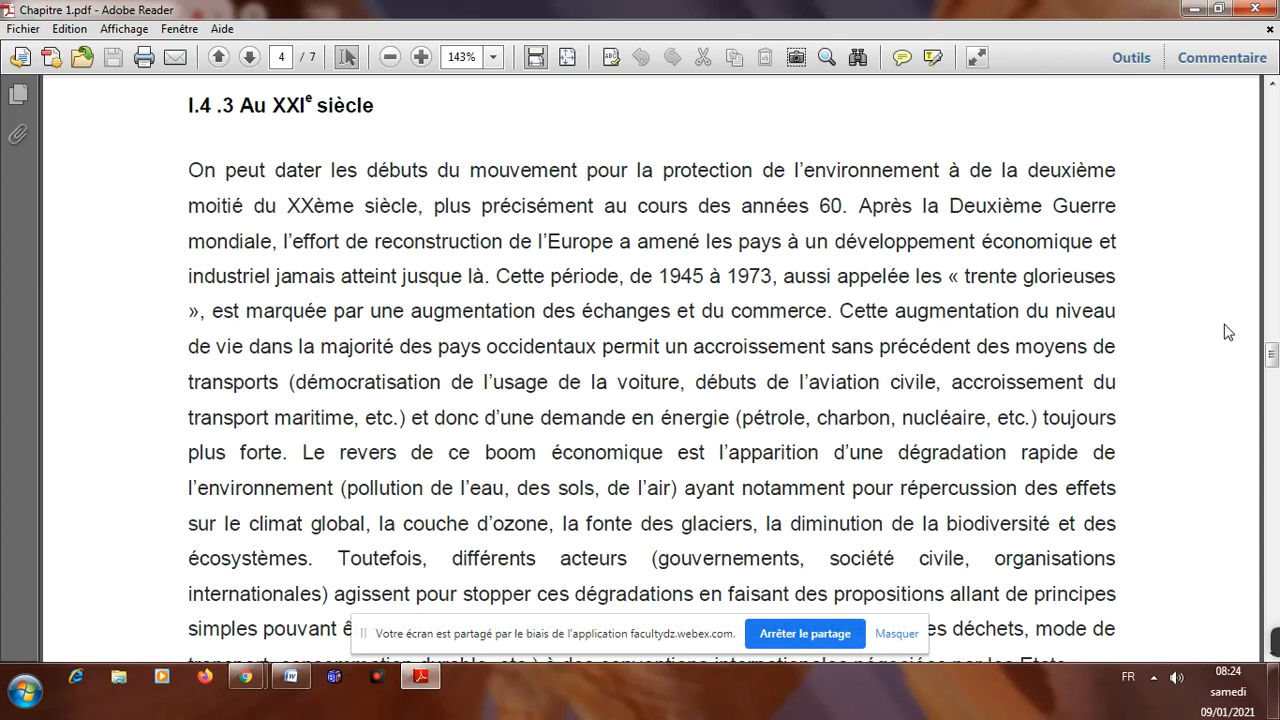 Chapitre 1.pdf - Adobe Reader
Fichier Edition Affichage Fenêtre Aide
4 / 7 143% Outils Commentaire
I.4 .3 Au XXIe siècle
On peut dater les débuts du mouvement pour la protection de l'environnement à de la deuxième
moitié du XXème siècle, plus précisément au cours des années 60. Après la Deuxième Guerre
mondiale, l'effort de reconstruction de l'Europe a amené les pays à un développement économique et
industriel jamais atteint jusque là. Cette période, de 1945 à 1973, aussi appelée les « trente glorieuses
», est marquée par une augmentation des échanges et du commerce. Cette augmentation du niveau
de vie dans la majorité des pays occidentaux permit un accroissement sans précédent des moyens de
transports (démocratisation de l'usage de la voiture, débuts de l'aviation civile, accroissement du
transport maritime, etc.) et donc d'une demande en énergie (pétrole, charbon, nucléaire, etc.) toujours
plus forte. Le revers de ce boom économique est l'apparition d'une dégradation rapide de
l'environnement (pollution de l'eau, des sols, de l'air) ayant notamment pour répercussion des effets
sur le climat global, la couche d'ozone, la fonte des glaciers, la diminution de la biodiversité et des
écosystèmes. Toutefois, différents acteurs (gouvernements, société civile, organisations
internationales) agissent pour stopper ces dégradations en faisant des propositions allant de principes
simples pouvant des déchets, mode de
Votre écran est partagé par le biais de l'application facultydz.webex.com. Arrêter le partage Masquer
à des conventions internationales négociées par les Etats
FR 08:24
samedi
09/01/2021